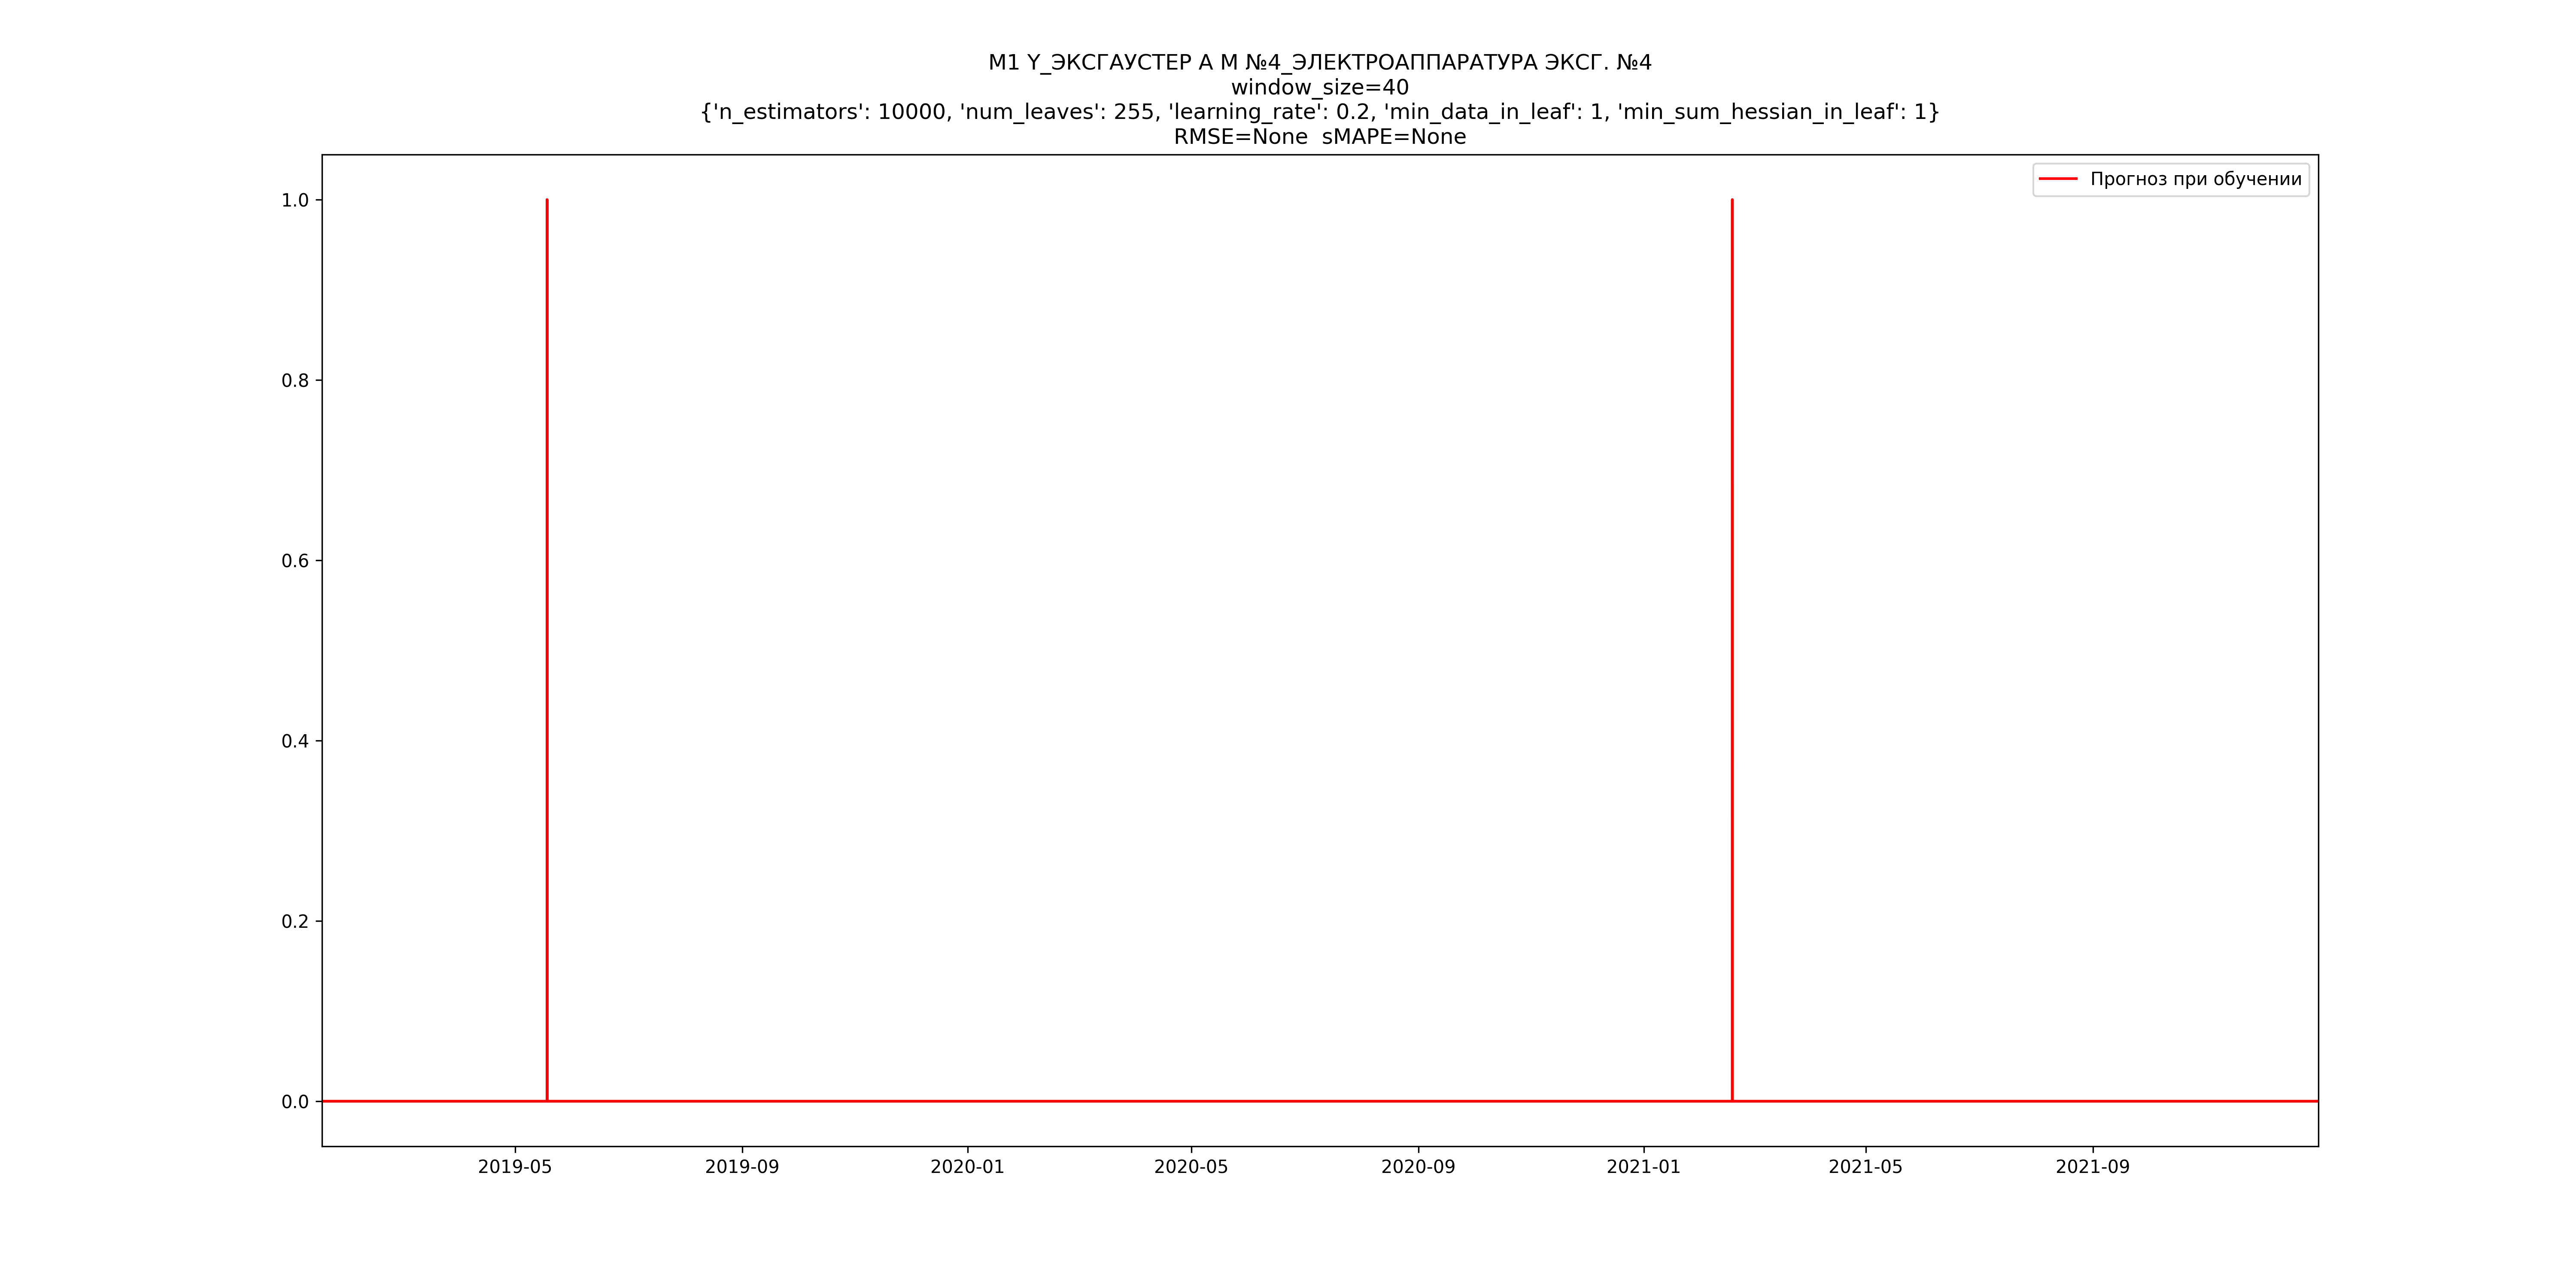 M1 Y_ЭКСГАУСТЕР А М №4_ЭЛЕКТРОАППАРАТУРА ЭКСГ. №4
window_size=40
{'n_estimators': 10000, 'num_leaves': 255, 'learning_rate': 0.2, 'min_data_in_leaf': 1, 'min_sum_hessian_in_leaf': 1}
RMSE=None  sMAPE=None
Прогноз при обучении
1.0
0.8
0.6
0.4
0.2
0.0
2019-05 2019-09 2020-01 2020-05 2020-09 2021-01 2021-05 2021-09